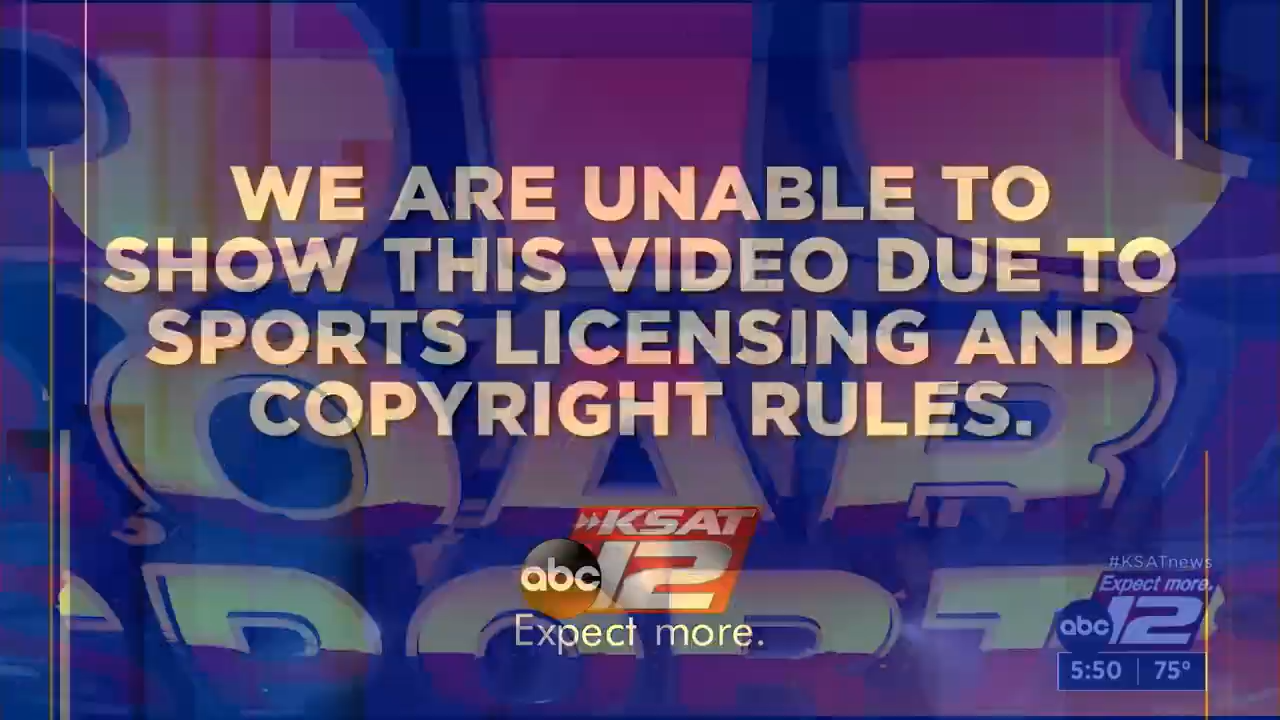 WE ARE UNABLE TO
SHOW THIS VIDEO DUE TO
SPORTS LICENSING AND
COPYRIGHT RULES.
KSAT
abc 12
Expect more.
#KSATnews
Expect more.
abc 12
5:50 75°